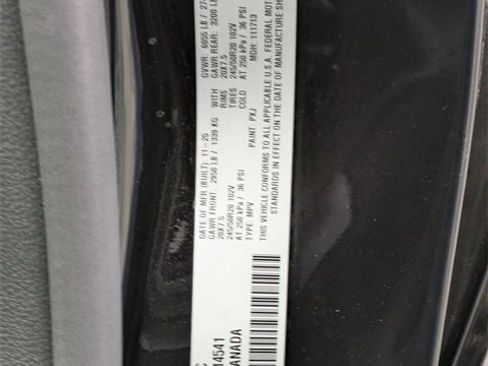 DATE OF MFR (BUILT) 11-25 GVWR: 6055 LB / 27
GAWR FRONT: 2950 LB / 1339 KG WITH GAWR REAR: 3200 LB
20X7.5 RIMS 20X7.5
245/50R20 102V TIRES 245/50R20 102V
AT 250 kPa / 36 PSI COLD AT 250 kPa / 36 PSI
TYPE: MPV PAINT: PXJ MDH: 111713
THIS VEHICLE CONFORMS TO ALL APPLICABLE U.S.A. FEDERAL MOTOR
STANDARDS IN EFFECT ON THE DATE OF MANUFACTURE SH
C
14541
ANADA